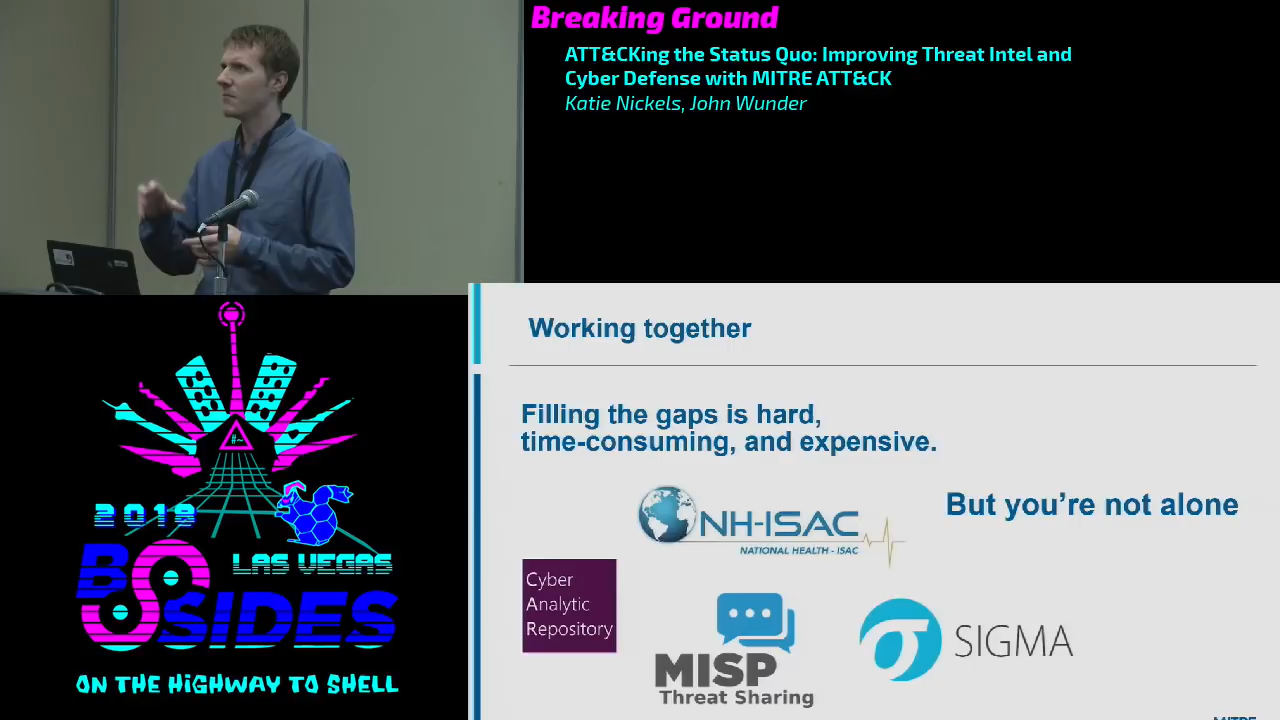 Breaking Ground
ATT&CKing the Status Quo: Improving Threat Intel and
Cyber Defense with MITRE ATT&CK
Katie Nickels, John Wunder
Working together
Filling the gaps is hard,
time-consuming, and expensive.
But you're not alone
NH-ISAC
NATIONAL HEALTH - ISAC
Cyber
Analytic
Repository
MISP
Threat Sharing
σ SIGMA
MITRE
#~
2018
LAS VEGAS
BSIDES
ON THE HiGHWAY TO SHELL